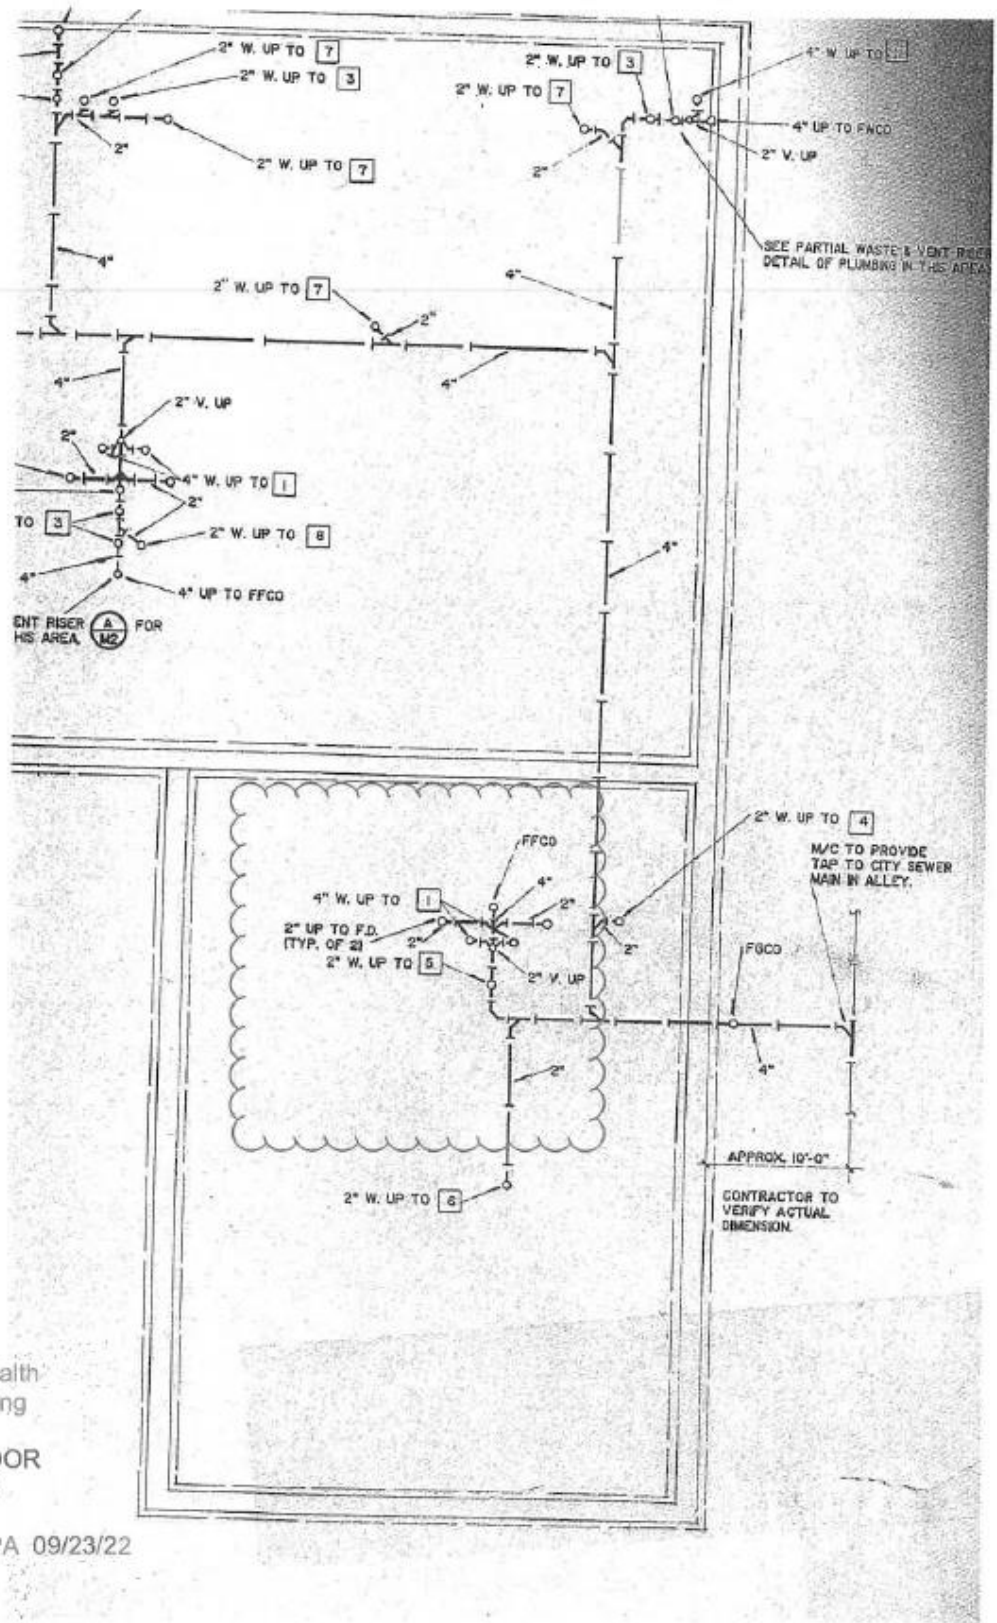 2" W. UP TO 7
2" W. UP TO 3
2" W. UP TO 3
4" W UP TO
2" W. UP TO 7
4" UP TO FWCO
2" V. UP
2"
2" W. UP TO 7
2"
SEE PARTIAL WASTE & VENT RISER
DETAIL OF PLUMBING IN THIS AREA
4"
4"
2" W. UP TO 7
2"
4"
4"
2" V. UP
2"
4" W. UP TO 1
2"
TO 3
2" W. UP TO 8
4"
4"
4" UP TO FFCO
ENT RISER A M2 FOR
HIS AREA.
2" W. UP TO 4
FFCO
M/C TO PROVIDE
TAP TO CITY SEWER
MAIN IN ALLEY.
4"
4" W. UP TO 1
2"
2" UP TO F.D.
(TYP. OF 2)
2"
2"
FGCO
2" W. UP TO 5
2" V. UP
2"
4"
APPROX. 10'-0"
2" W. UP TO 6
CONTRACTOR TO
VERIFY ACTUAL
DIMENSION.
alth
ng
OOR
PA 09/23/22